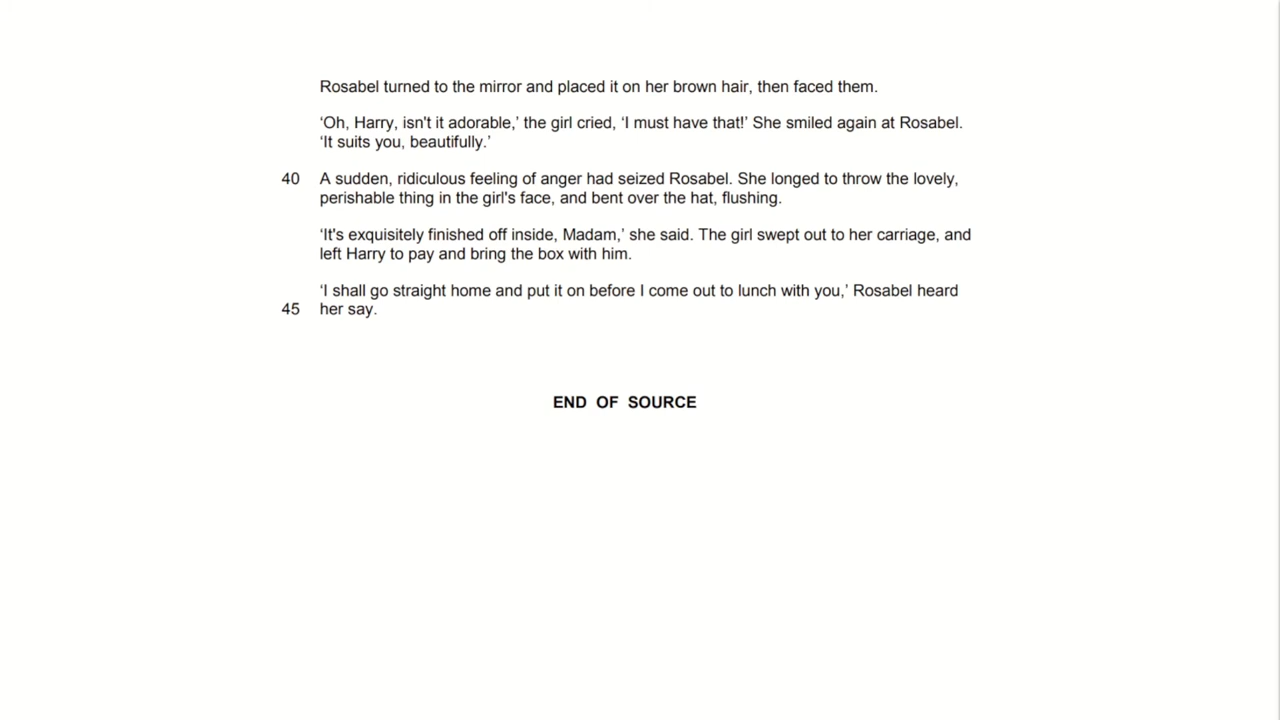 Rosabel turned to the mirror and placed it on her brown hair, then faced them.
‘Oh, Harry, isn't it adorable,’ the girl cried, ‘I must have that!’ She smiled again at Rosabel.
‘It suits you, beautifully.’
40 A sudden, ridiculous feeling of anger had seized Rosabel. She longed to throw the lovely,
perishable thing in the girl's face, and bent over the hat, flushing.
‘It's exquisitely finished off inside, Madam,’ she said. The girl swept out to her carriage, and
left Harry to pay and bring the box with him.
‘I shall go straight home and put it on before I come out to lunch with you,’ Rosabel heard
45 her say.
END OF SOURCE